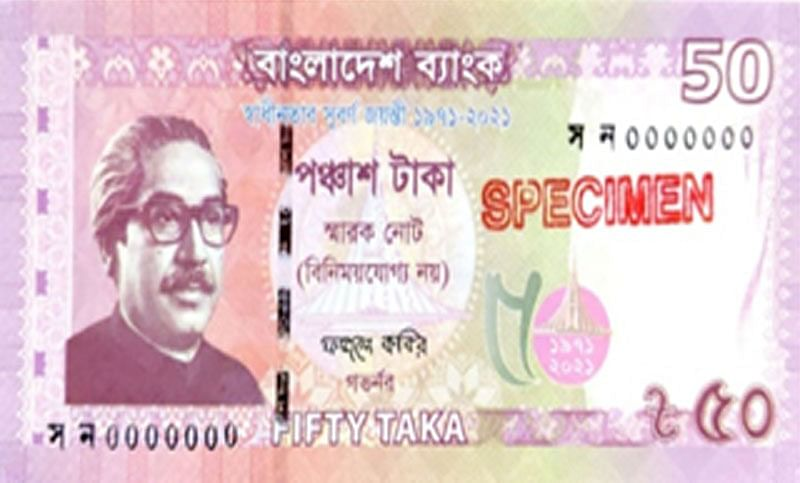 বাংলাদেশ ব্যাংক
50
স্বাধীনতার সুবর্ণ জয়ন্তী ১৯৭১-২০২১
স ন 0000000
পঞ্চাশ টাকা
SPECIMEN
স্মারক নোট
(বিনিময়যোগ্য নয়)
৫০
১৯৭১
২০২১
ফজলে কবির
গভর্নর
স ন 0000000
FIFTY TAKA
৳ ৫০